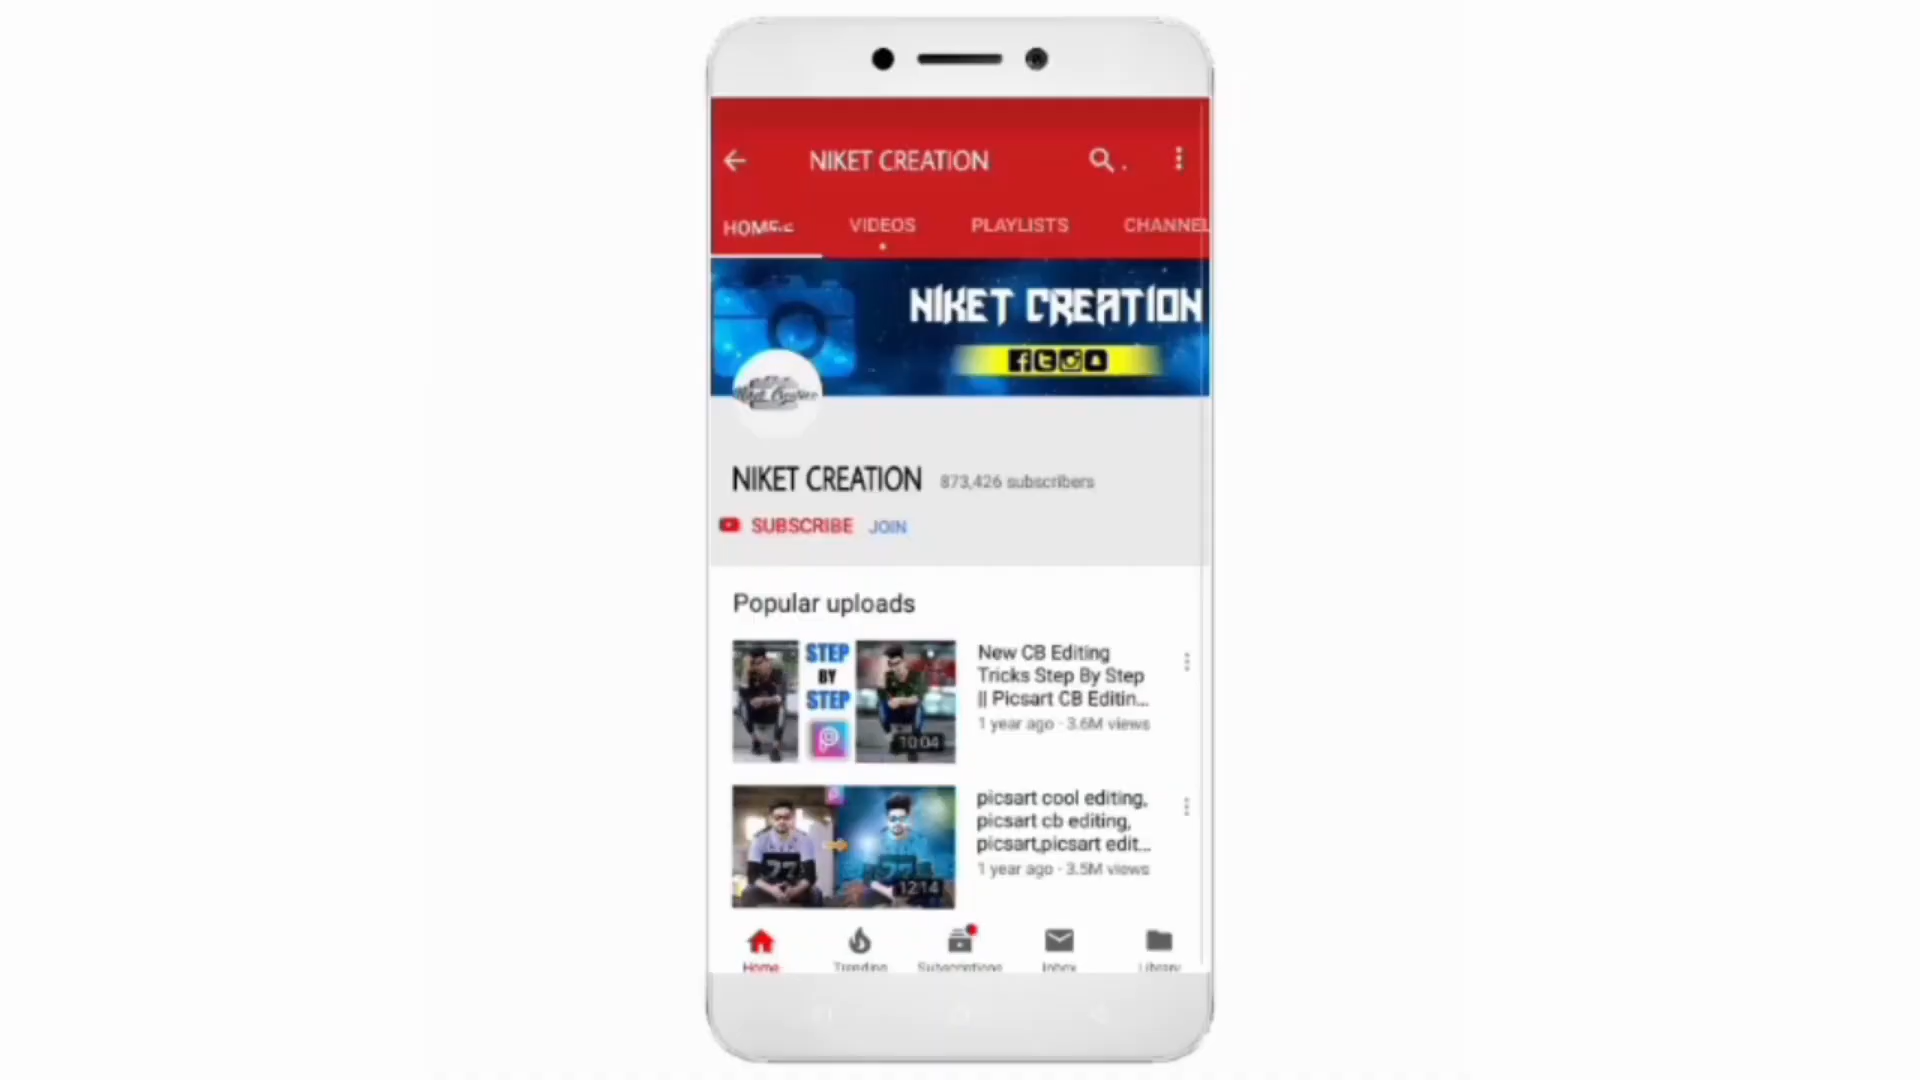 NIKET CREATION
HOME
VIDEOS
PLAYLISTS
CHANNEL
NIKET CREATION
Niket Creation
NIKET CREATION 873,426 subscribers
SUBSCRIBE JOIN
Popular uploads
STEP
BY
STEP
10:04
New CB Editing
Tricks Step By Step
|| Picsart CB Editin...
1 year ago · 3.6M views
77
12:14
picsart cool editing,
picsart cb editing,
picsart,picsart edit...
1 year ago · 3.5M views
Home
Trending
Subscriptions
Inbox
Library